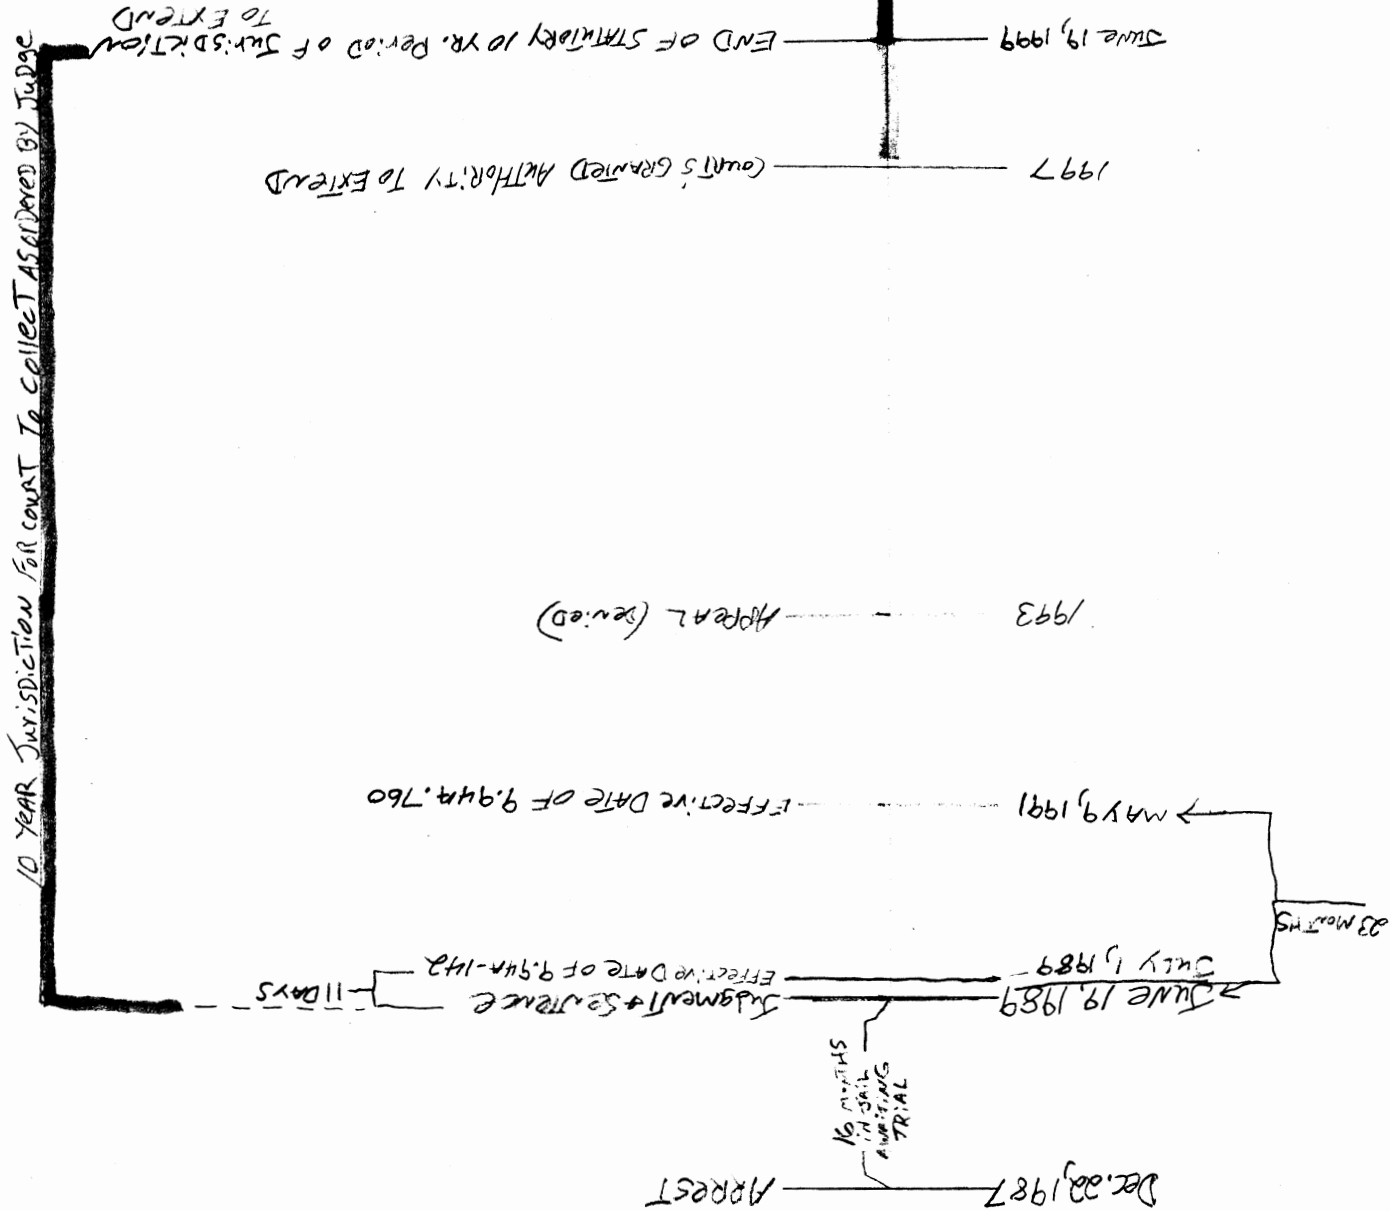 Dec. 22, 1987 ARREST
16 MONTHS
IN JAIL
AWAITING
TRIAL
JUNE 19, 1989 Judgment & Sentence
11 DAYS
JULY 1, 1989 EFFECTIVE DATE OF 9.94A-142
23 MONTHS
MAY 9, 1991 EFFECTIVE DATE OF 9.94A.760
1993 APPEAL (DENIED)
1997 COURT'S GRANTED AUTHORITY TO EXTEND
JUNE 19, 1999 END OF STATUTORY 10 YR. PERIOD OF JURISDICTION
TO EXTEND
10 YEAR JURISDICTION FOR COURT TO COLLECT AS ORDERED BY JUDGE